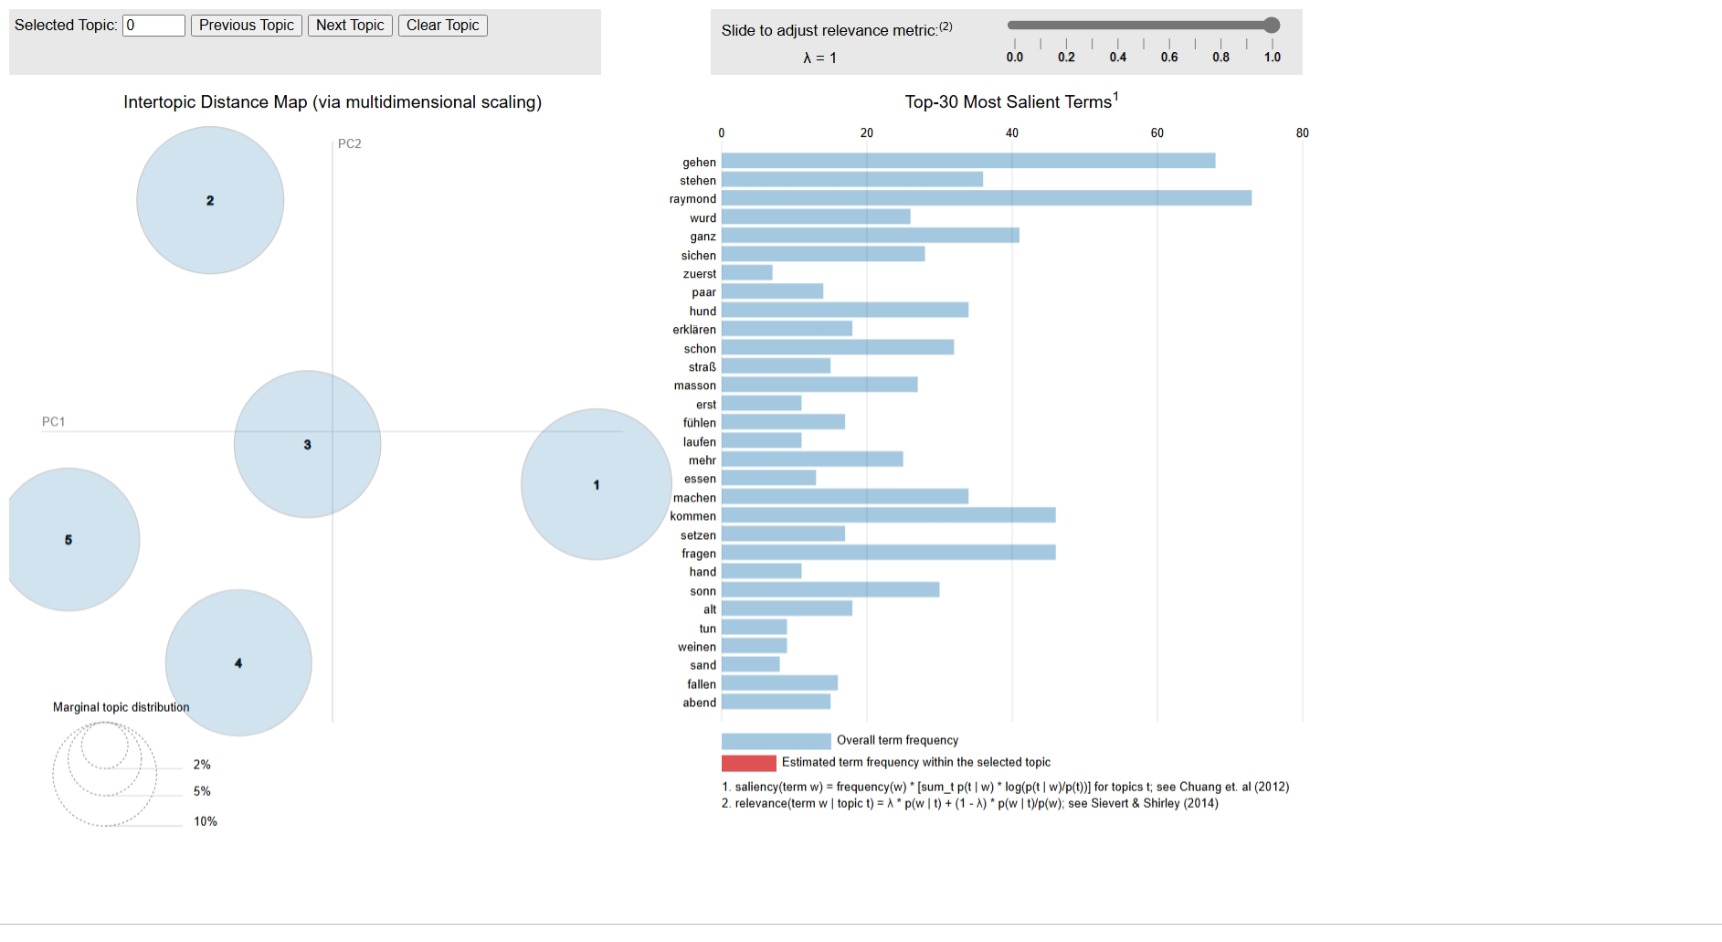 Selected Topic: 0 Previous Topic Next Topic Clear Topic
Slide to adjust relevance metric:(2)
λ = 1
0.0 0.2 0.4 0.6 0.8 1.0
Intertopic Distance Map (via multidimensional scaling)
PC2
PC1
2
3
1
5
4
Marginal topic distribution
2%
5%
10%
Top-30 Most Salient Terms1
0 20 40 60 80
gehen
stehen
raymond
wurd
ganz
sichen
zuerst
paar
hund
erklären
schon
straß
masson
erst
fühlen
laufen
mehr
essen
machen
kommen
setzen
fragen
hand
sonn
alt
tun
weinen
sand
fallen
abend
Overall term frequency
Estimated term frequency within the selected topic
1. saliency(term w) = frequency(w) * [sum_t p(t | w) * log(p(t | w)/p(t))] for topics t; see Chuang et. al (2012)
2. relevance(term w | topic t) = λ * p(w | t) + (1 - λ) * p(w | t)/p(w); see Sievert & Shirley (2014)